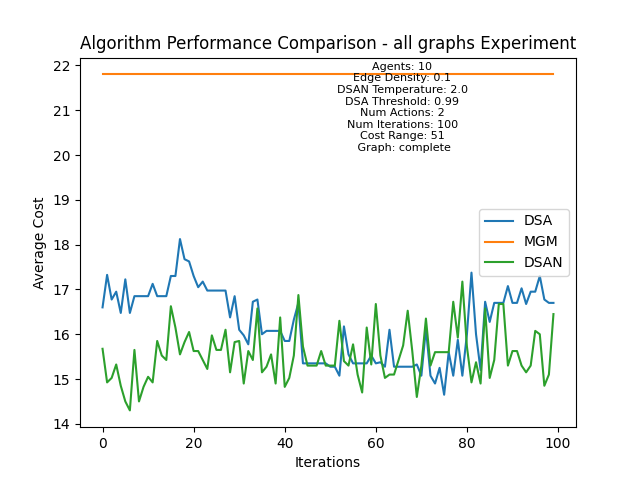 Algorithm Performance Comparison - all graphs Experiment
Agents: 10
Edge Density: 0.1
DSAN Temperature: 2.0
DSA Threshold: 0.99
Num Actions: 2
Num Iterations: 100
Cost Range: 51
Graph: complete
22
21
20
19
18
17
16
15
14
Average Cost
DSA
MGM
DSAN
0
20
40
60
80
100
Iterations